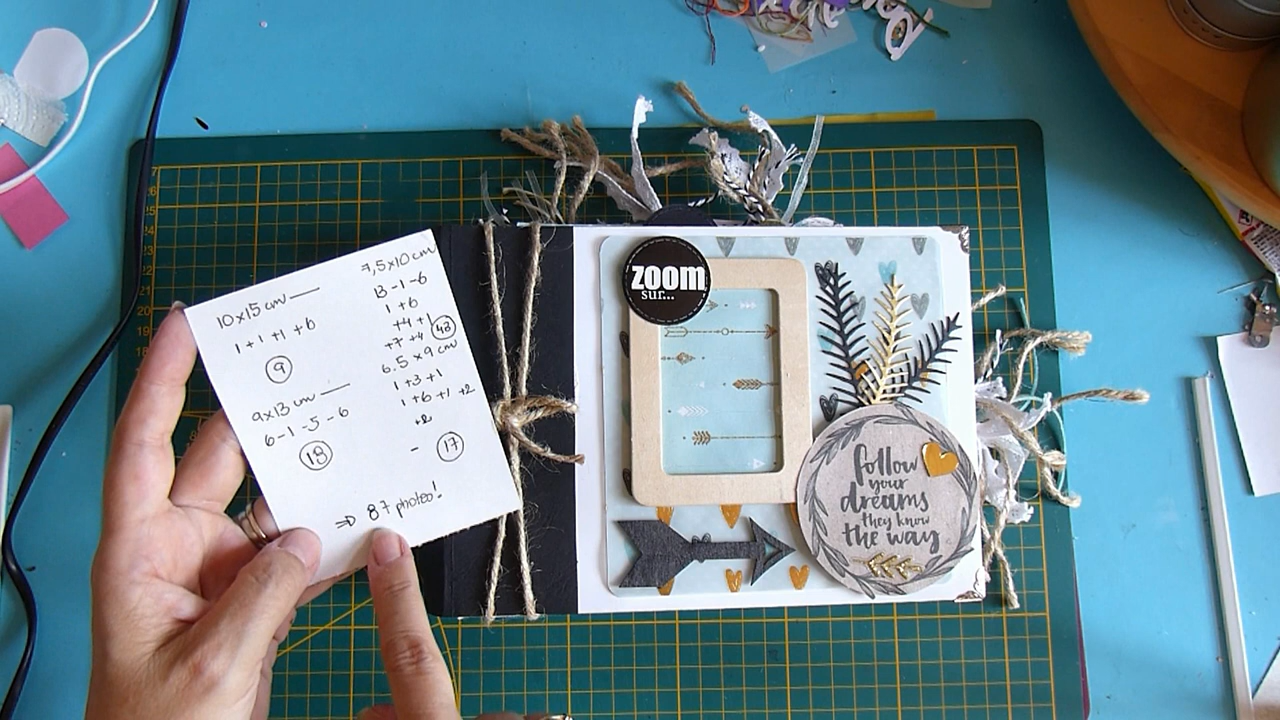 10x15 cm
1 + 1 + 6
9
9x13 cm
6 - 1 - 5 - 6
18
7,5x10 cm
13 - 1 - 6
1 + 6
+4 + 1
+7 +4
43
6.5 x 9 cm
1 + 3 + 1
1 + 6 + 1 +2
+2
- 17
⇒ 87 photos!
zoom
sur...
follow
your
dreams
they know
the way